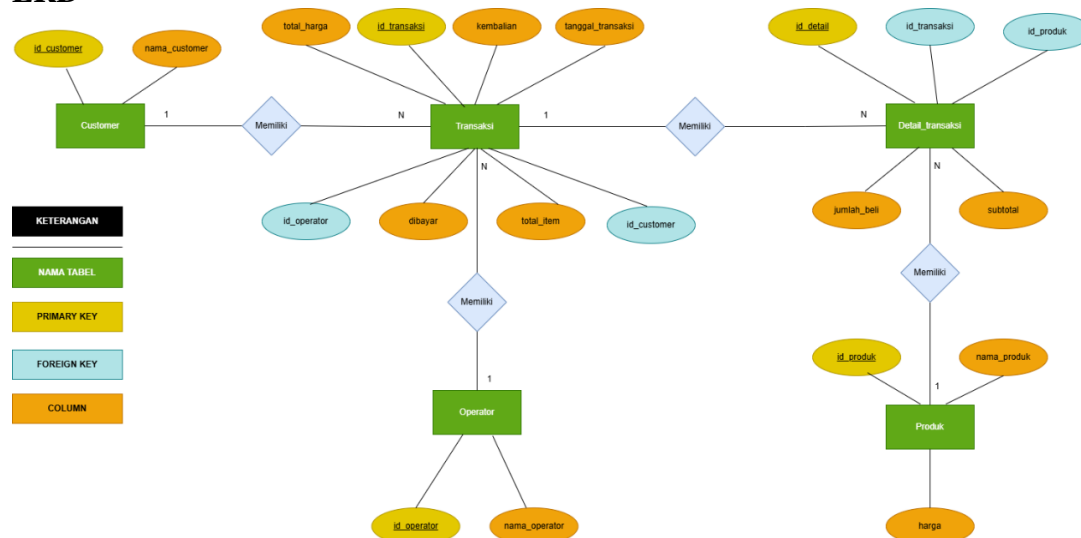 ERD
total_harga
id_transaksi
kembalian
tanggal_transaksi
id_detail
id_transaksi
id_produk
id_customer
nama_customer
Customer
1
Memiliki
N
Transaksi
1
Memiliki
N
Detail_transaksi
N
N
id_operator
dibayar
total_item
id_customer
jumlah_beli
subtotal
KETERANGAN
NAMA TABEL
PRIMARY KEY
FOREIGN KEY
COLUMN
Memiliki
Memiliki
id_produk
nama_produk
1
1
Operator
Produk
id_operator
nama_operator
harga